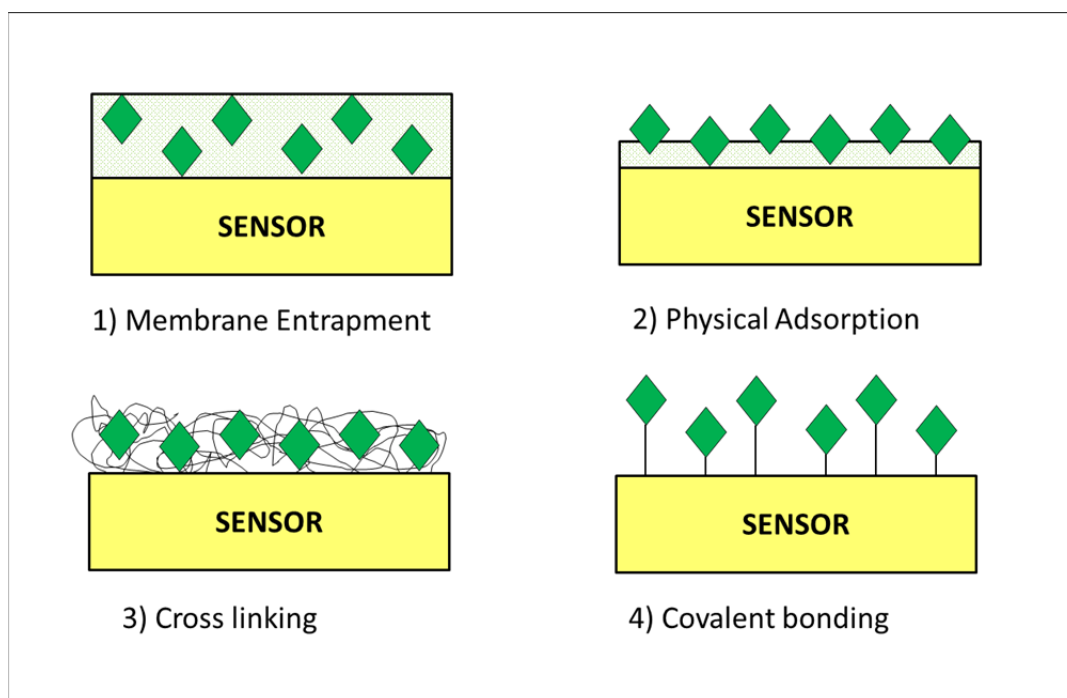 SENSOR
1) Membrane Entrapment
SENSOR
2) Physical Adsorption
SENSOR
3) Cross linking
SENSOR
4) Covalent bonding